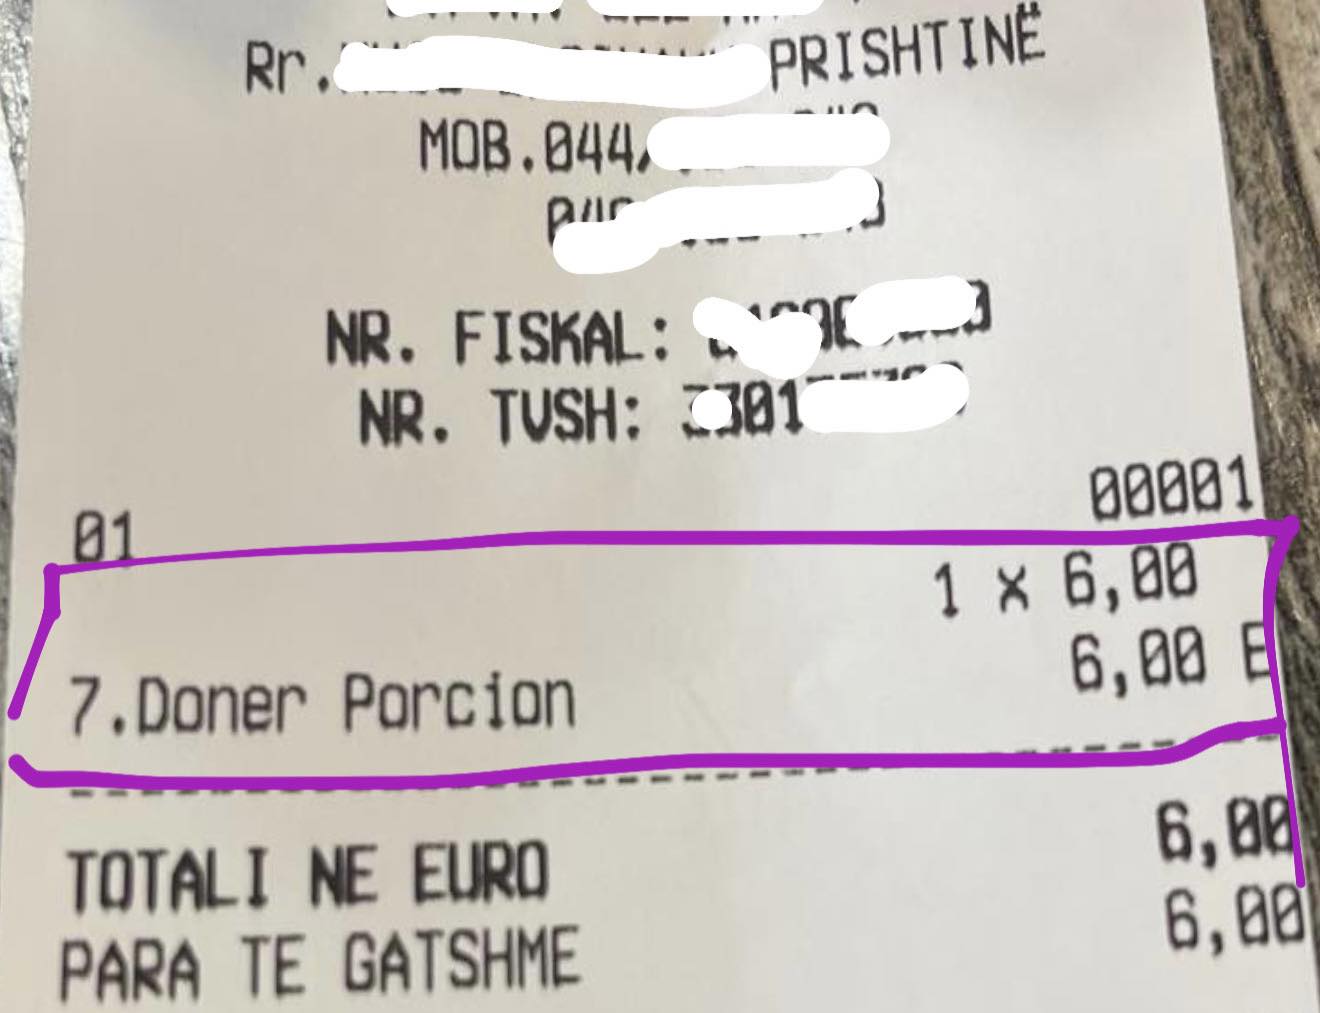 Rr. PRISHTINË
MOB.044/
NR. FISKAL:
NR. TVSH:
01 00001
1 x 6,00
7.Doner Porcion 6,00 E
TOTALI NE EURO 6,00
PARA TE GATSHME 6,00